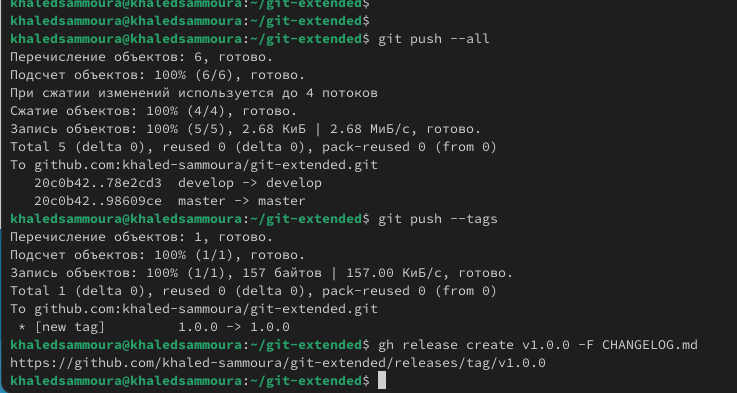 khaledsammoura@khaledsammoura:~/git-extended$
khaledsammoura@khaledsammoura:~/git-extended$
khaledsammoura@khaledsammoura:~/git-extended$ git push --all
Перечисление объектов: 6, готово.
Подсчет объектов: 100% (6/6), готово.
При сжатии изменений используется до 4 потоков
Сжатие объектов: 100% (4/4), готово.
Запись объектов: 100% (5/5), 2.68 КиБ | 2.68 МиБ/с, готово.
Total 5 (delta 0), reused 0 (delta 0), pack-reused 0 (from 0)
To github.com:khaled-sammoura/git-extended.git
   20c0b42..78e2cd3  develop -> develop
   20c0b42..98609ce  master -> master
khaledsammoura@khaledsammoura:~/git-extended$ git push --tags
Перечисление объектов: 1, готово.
Подсчет объектов: 100% (1/1), готово.
Запись объектов: 100% (1/1), 157 байтов | 157.00 КиБ/с, готово.
Total 1 (delta 0), reused 0 (delta 0), pack-reused 0 (from 0)
To github.com:khaled-sammoura/git-extended.git
 * [new tag]         1.0.0 -> 1.0.0
khaledsammoura@khaledsammoura:~/git-extended$ gh release create v1.0.0 -F CHANGELOG.md
https://github.com/khaled-sammoura/git-extended/releases/tag/v1.0.0
khaledsammoura@khaledsammoura:~/git-extended$